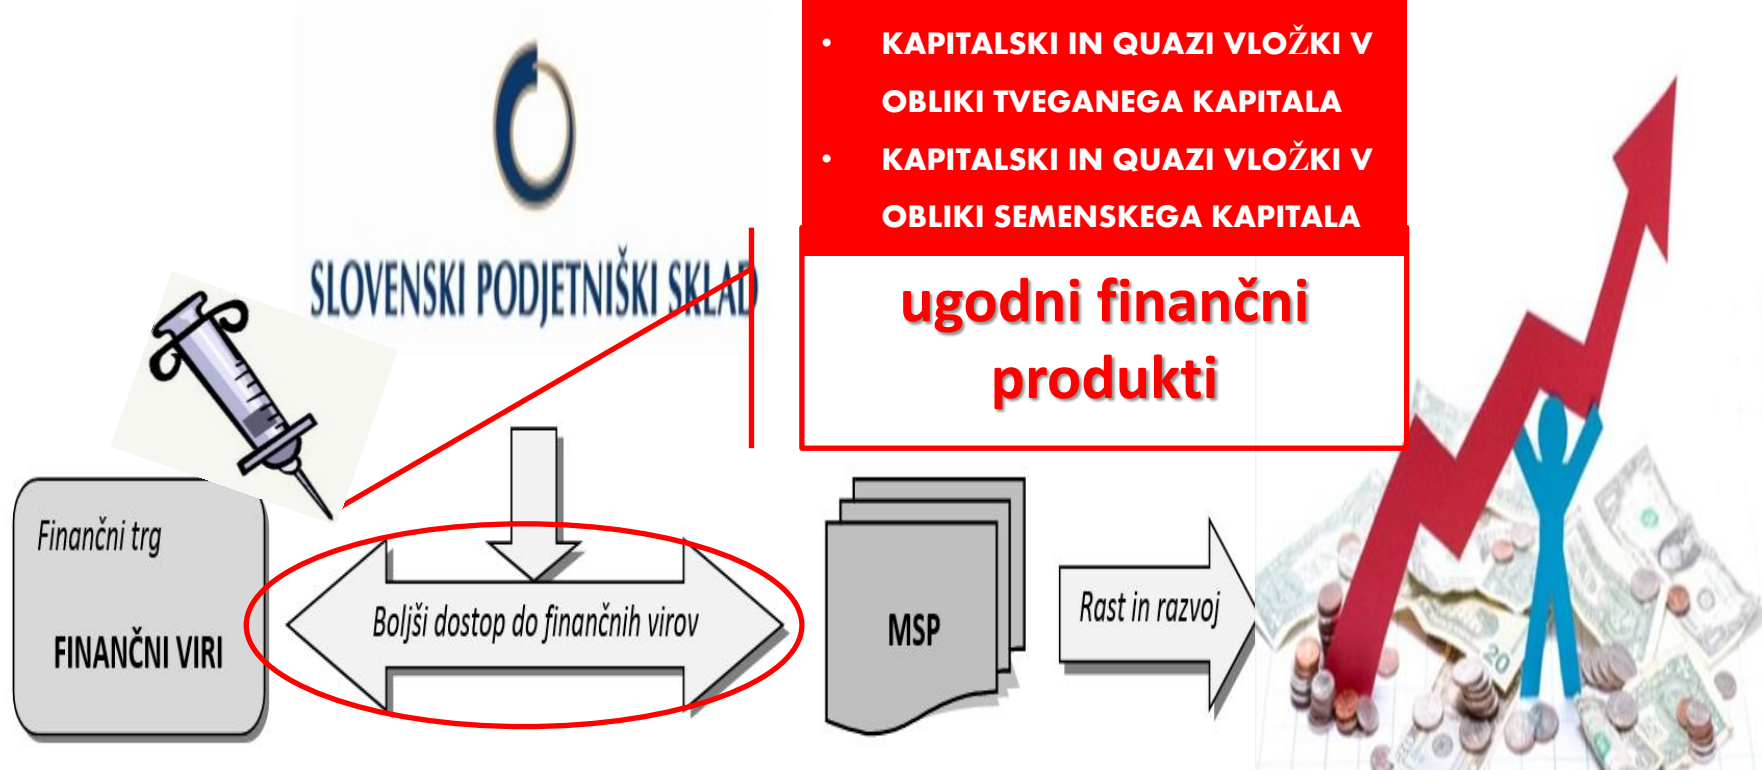 • KAPITALSKI IN QUAZI VLOŽKI V
OBLIKI TVEGANEGA KAPITALA
• KAPITALSKI IN QUAZI VLOŽKI V
OBLIKI SEMENSKEGA KAPITALA
SLOVENSKI PODJETNIŠKI SKLAD
ugodni finančni
produkti
Finančni trg
FINANČNI VIRI
Boljši dostop do finančnih virov
MSP
Rast in razvoj
20